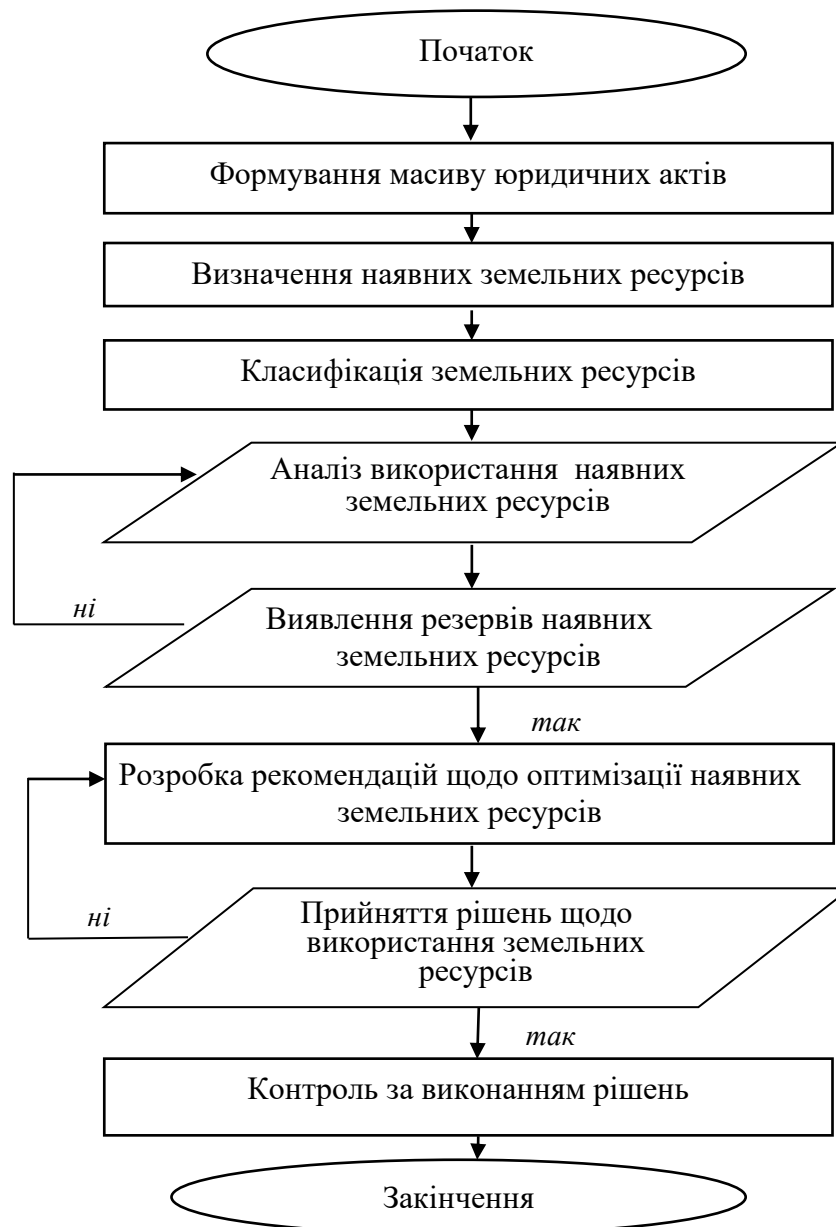 Початок
Формування масиву юридичних актів
Визначення наявних земельних ресурсів
Класифікація земельних ресурсів
Аналіз використання наявних
земельних ресурсів
ні
Виявлення резервів наявних
земельних ресурсів
так
Розробка рекомендацій щодо оптимізації наявних
земельних ресурсів
ні
Прийняття рішень щодо
використання земельних
ресурсів
так
Контроль за виконанням рішень
Закінчення